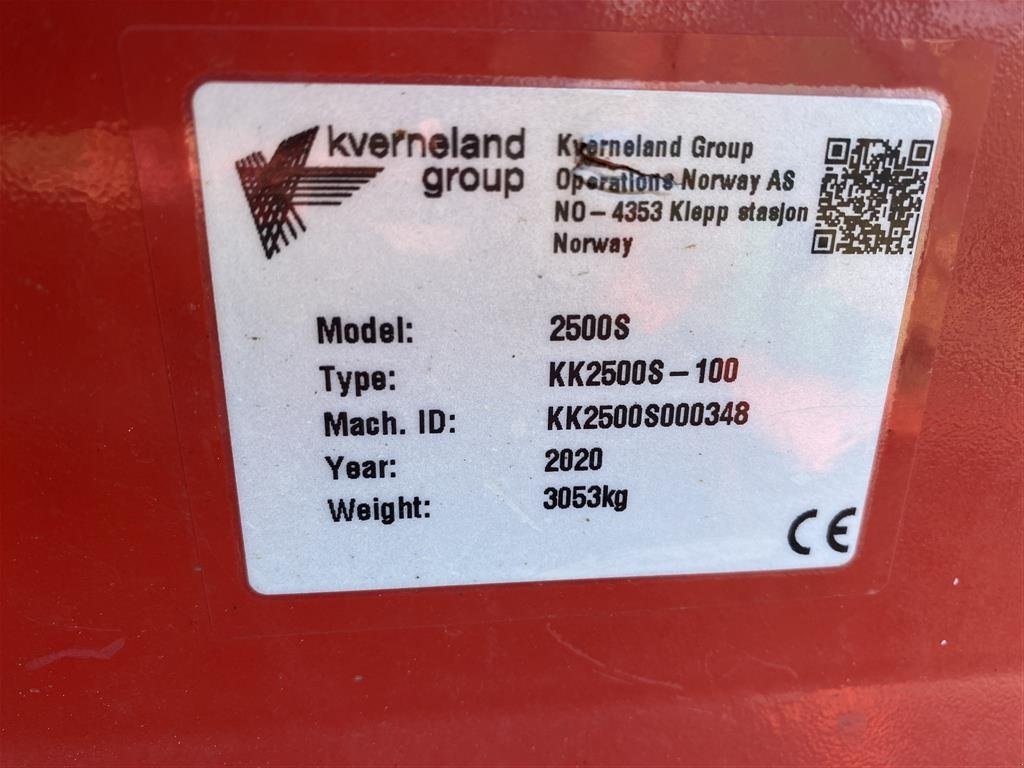 kverneland
group
Kverneland Group
Operations Norway AS
NO-4353 Klepp stasjon
Norway
Model: 2500S
Type: KK2500S-100
Mach. ID: KK2500S000348
Year: 2020
Weight: 3053kg
CE